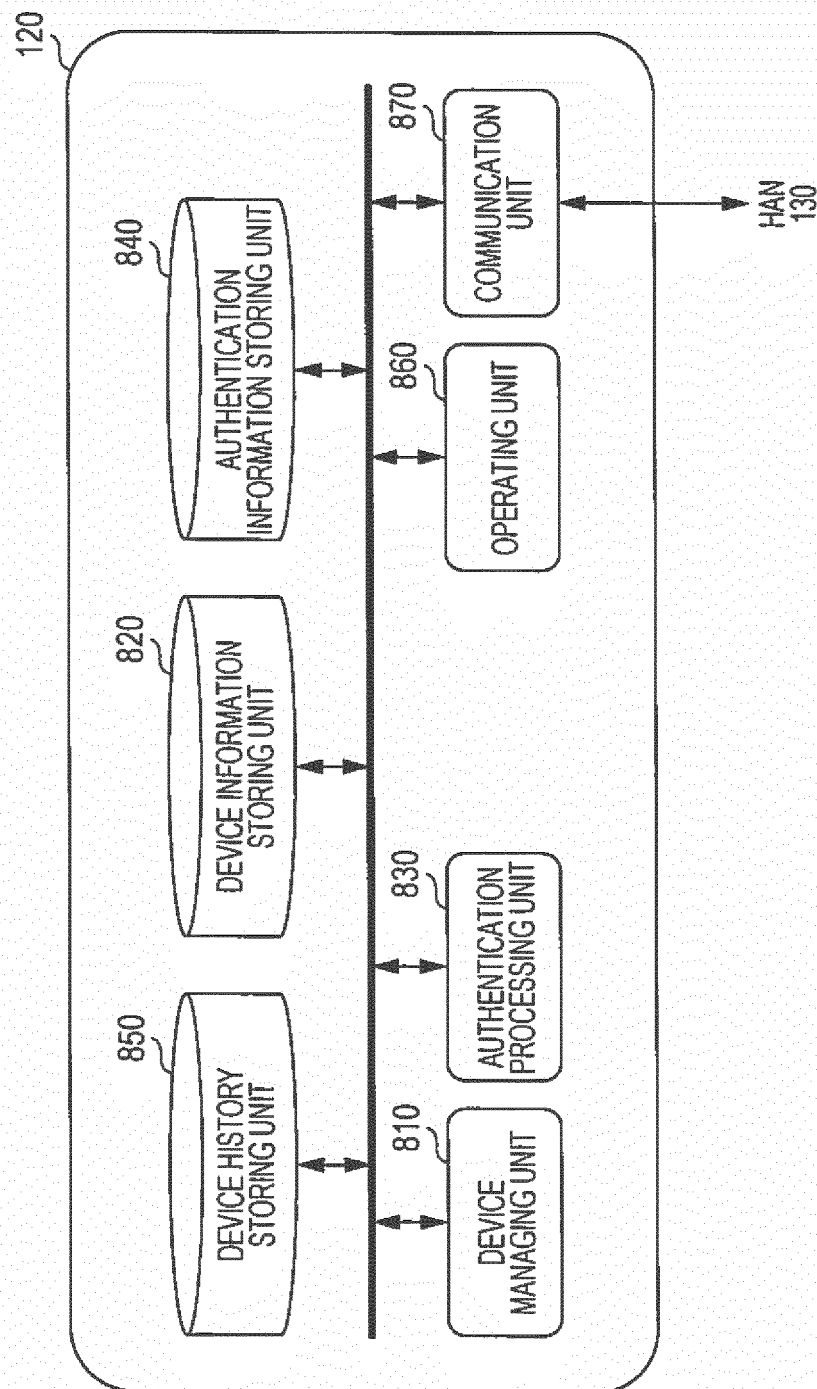 120
850
DEVICE HISTORY
STORING UNIT
820
DEVICE INFORMATION
STORING UNIT
840
AUTHENTICATION
INFORMATION STORING UNIT
810
DEVICE
MANAGING UNIT
830
AUTHENTICATION
PROCESSING UNIT
860
OPERATING UNIT
870
COMMUNICATION
UNIT
HAN
130